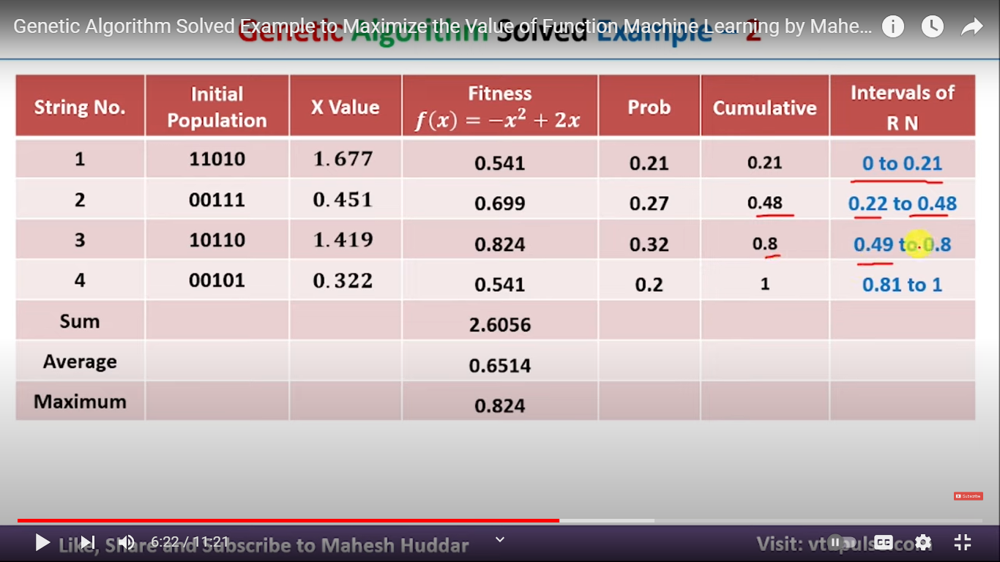 Genetic Algorithm Solved Example to Maximize the Value of Function Machine Learning by Mahe...
Genetic Algorithm Solved Example – 2
String No. Initial Population X Value Fitness f(x) = −x² + 2x Prob Cumulative Intervals of R N
1 11010 1.677 0.541 0.21 0.21 0 to 0.21
2 00111 0.451 0.699 0.27 0.48 0.22 to 0.48
3 10110 1.419 0.824 0.32 0.8 0.49 to 0.8
4 00101 0.322 0.541 0.2 1 0.81 to 1
Sum 2.6056
Average 0.6514
Maximum 0.824
Subscribe
6:22 / 11:21
Like, Share and Subscribe to Mahesh Huddar
Visit: vtupulse.com
CC